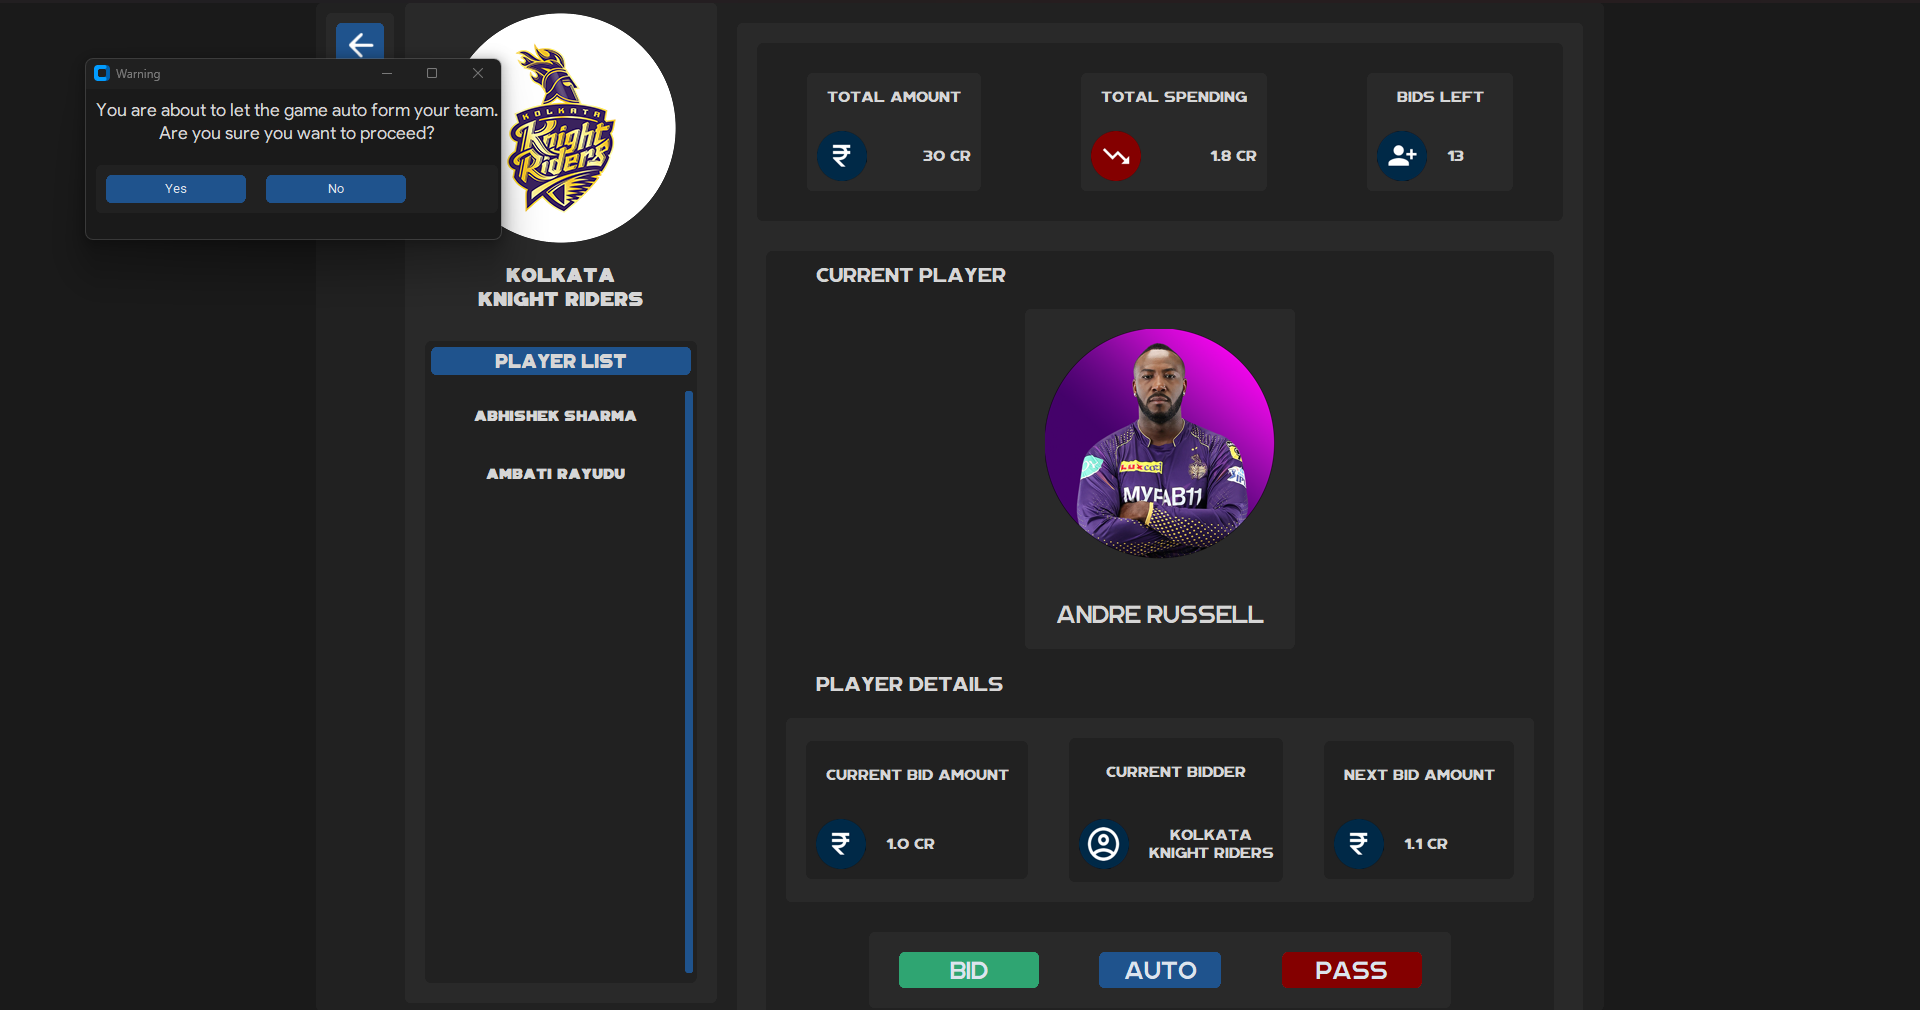 Warning
You are about to let the game auto form your team.
Are you sure you want to proceed?
Yes
No
KOLKATA
Knight
Riders
KOLKATA
KNIGHT RIDERS
PLAYER LIST
ABHISHEK SHARMA
AMBATI RAYUDU
TOTAL AMOUNT
₹
30 CR
TOTAL SPENDING
1.8 CR
BIDS LEFT
13
CURRENT PLAYER
MYFAB11
ANDRE RUSSELL
PLAYER DETAILS
CURRENT BID AMOUNT
₹
1.0 CR
CURRENT BIDDER
KOLKATA
KNIGHT RIDERS
NEXT BID AMOUNT
₹
1.1 CR
BID
AUTO
PASS